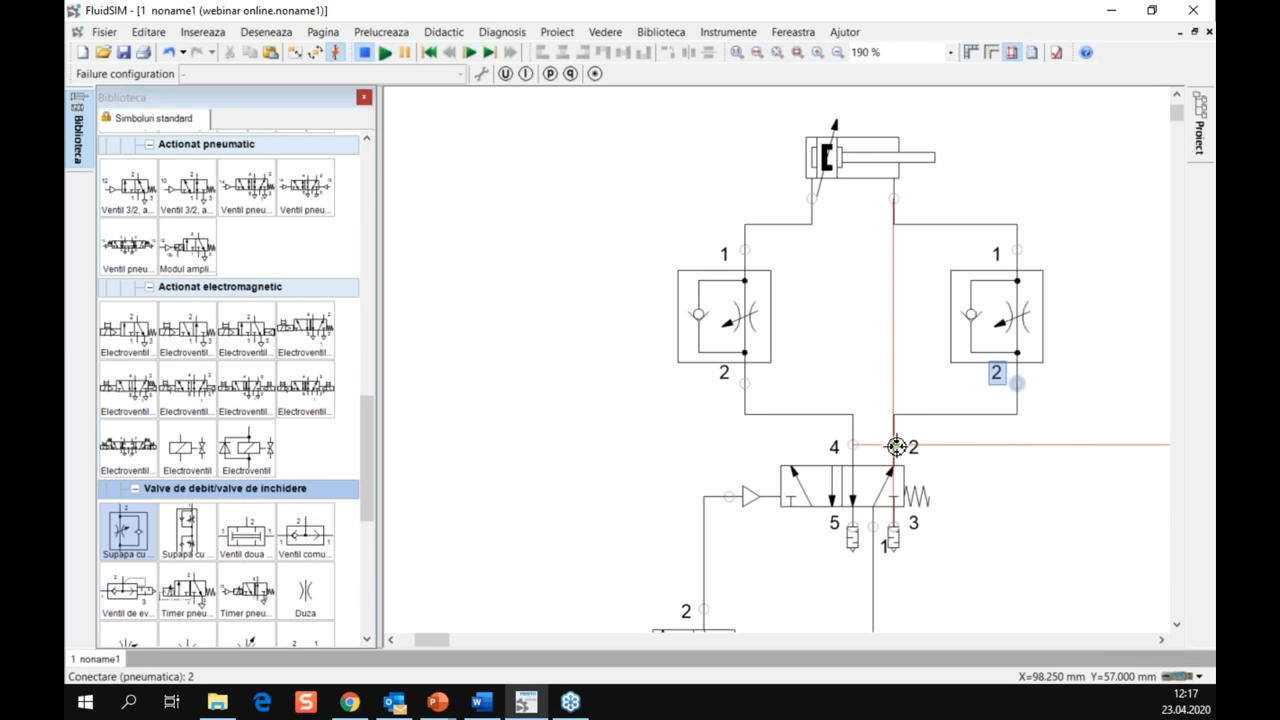 FluidSIM - [1  noname1 (webinar online.noname1)]
Fisier Editare Insereaza Deseneaza Pagina Prelucreaza Didactic Diagnosis Proiect Vedere Biblioteca Instrumente Fereastra Ajutor
190 %
Failure configuration -
Biblioteca
Simboluri standard
Biblioteca
Proiect
Actionat pneumatic
Ventil 3/2, a... Ventil 3/2, a... Ventil pneu... Ventil pneu...
Ventil pneu... Modul ampli...
Actionat electromagnetic
Electroventil... Electroventil... Electroventil... Electroventil...
Electroventil... Electroventil... Electroventil... Electroventil...
Electroventil... Electroventil Electroventil
Valve de debit/valve de inchidere
Supapa cu ... Supapa cu ... Ventil doua ... Ventil comu...
Ventil de ev... Timer pneu... Timer pneu... Duza
1 1
2 2
4 2
5 1 3
2
1 noname1
Conectare (pneumatica): 2
X=98.250 mm Y=57.000 mm
12:17
23.04.2020